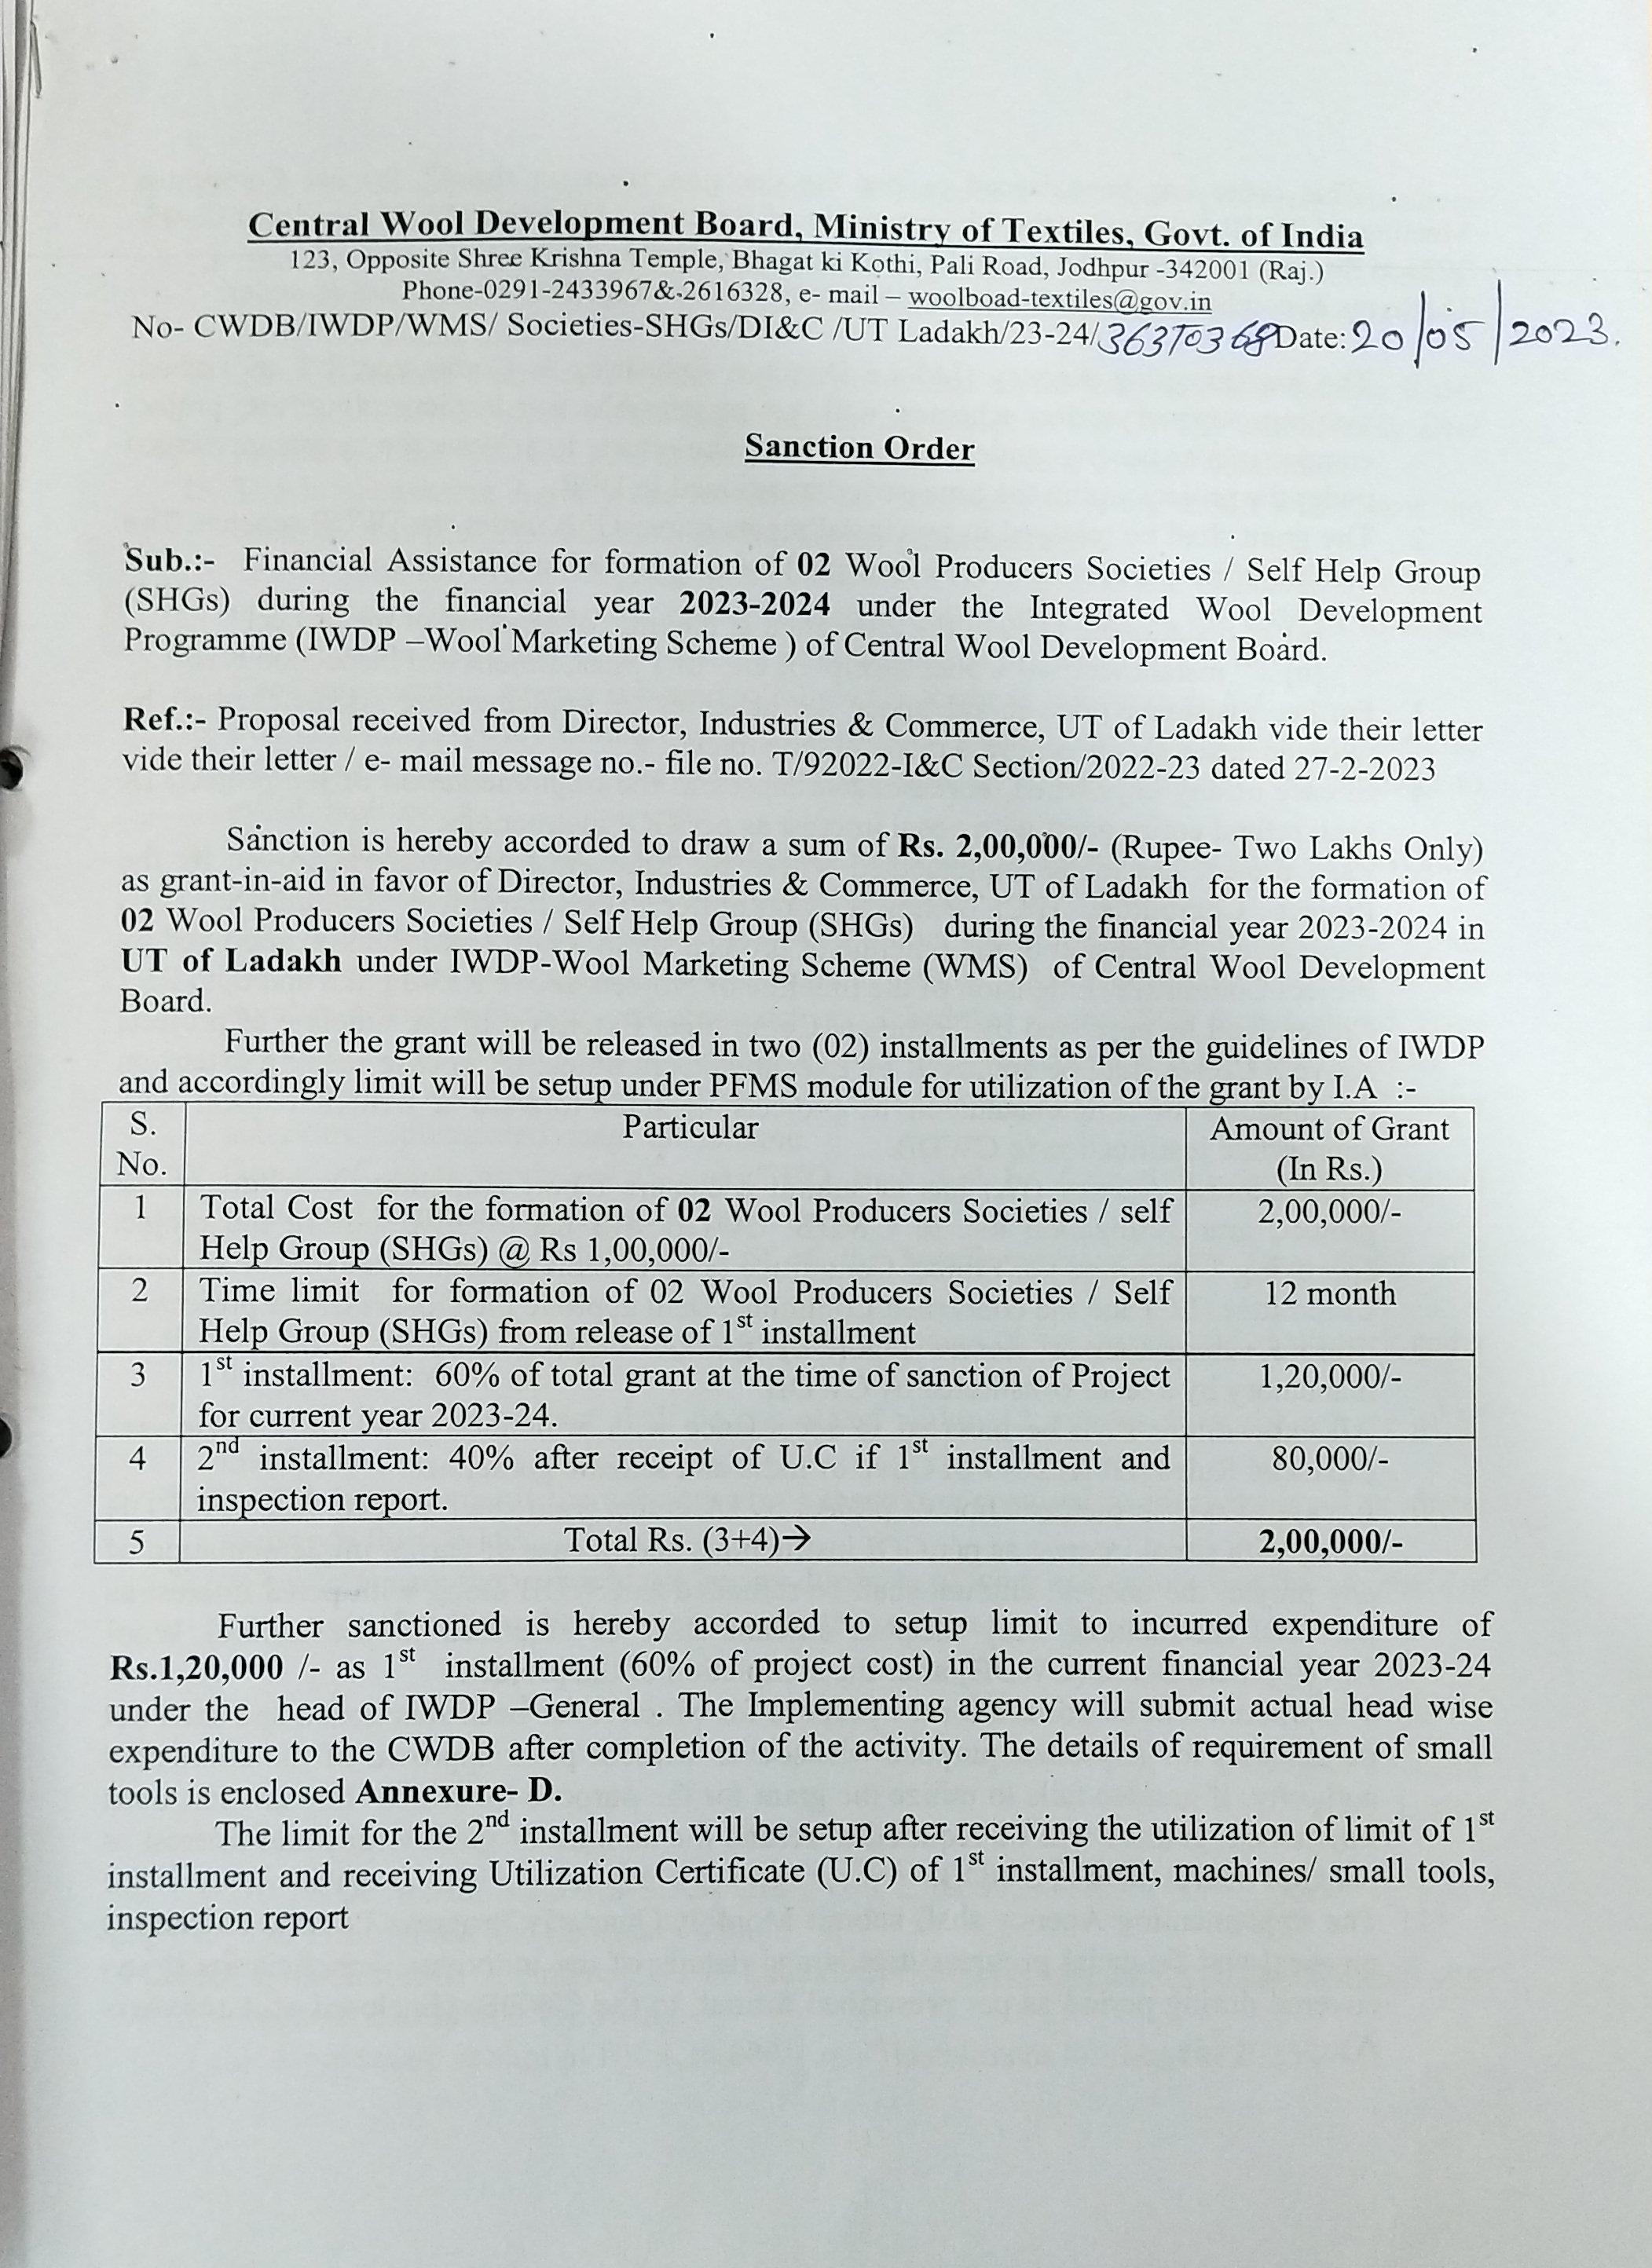 Central Wool Development Board, Ministry of Textiles, Govt. of India
123, Opposite Shree Krishna Temple, Bhagat ki Kothi, Pali Road, Jodhpur -342001 (Raj.)
Phone-0291-2433967&-2616328, e- mail – woolboad-textiles@gov.in
No- CWDB/IWDP/WMS/ Societies-SHGs/DI&C /UT Ladakh/23-24/363To368 Date: 20/05/2023.
Sanction Order
Sub.:- Financial Assistance for formation of 02 Wool Producers Societies / Self Help Group
(SHGs) during the financial year 2023-2024 under the Integrated Wool Development
Programme (IWDP –Wool Marketing Scheme ) of Central Wool Development Board.
Ref.:- Proposal received from Director, Industries & Commerce, UT of Ladakh vide their letter
vide their letter / e- mail message no.- file no. T/92022-I&C Section/2022-23 dated 27-2-2023
Sanction is hereby accorded to draw a sum of Rs. 2,00,000/- (Rupee- Two Lakhs Only)
as grant-in-aid in favor of Director, Industries & Commerce, UT of Ladakh for the formation of
02 Wool Producers Societies / Self Help Group (SHGs) during the financial year 2023-2024 in
UT of Ladakh under IWDP-Wool Marketing Scheme (WMS) of Central Wool Development
Board.
Further the grant will be released in two (02) installments as per the guidelines of IWDP
and accordingly limit will be setup under PFMS module for utilization of the grant by I.A :-
S. Particular Amount of Grant
No. (In Rs.)
1 Total Cost for the formation of 02 Wool Producers Societies / self 2,00,000/-
Help Group (SHGs) @ Rs 1,00,000/-
2 Time limit for formation of 02 Wool Producers Societies / Self 12 month
Help Group (SHGs) from release of 1st installment
3 1st installment: 60% of total grant at the time of sanction of Project 1,20,000/-
for current year 2023-24.
4 2nd installment: 40% after receipt of U.C if 1st installment and 80,000/-
inspection report.
5 Total Rs. (3+4)→ 2,00,000/-
Further sanctioned is hereby accorded to setup limit to incurred expenditure of
Rs.1,20,000 /- as 1st installment (60% of project cost) in the current financial year 2023-24
under the head of IWDP –General . The Implementing agency will submit actual head wise
expenditure to the CWDB after completion of the activity. The details of requirement of small
tools is enclosed Annexure- D.
The limit for the 2nd installment will be setup after receiving the utilization of limit of 1st
installment and receiving Utilization Certificate (U.C) of 1st installment, machines/ small tools,
inspection report